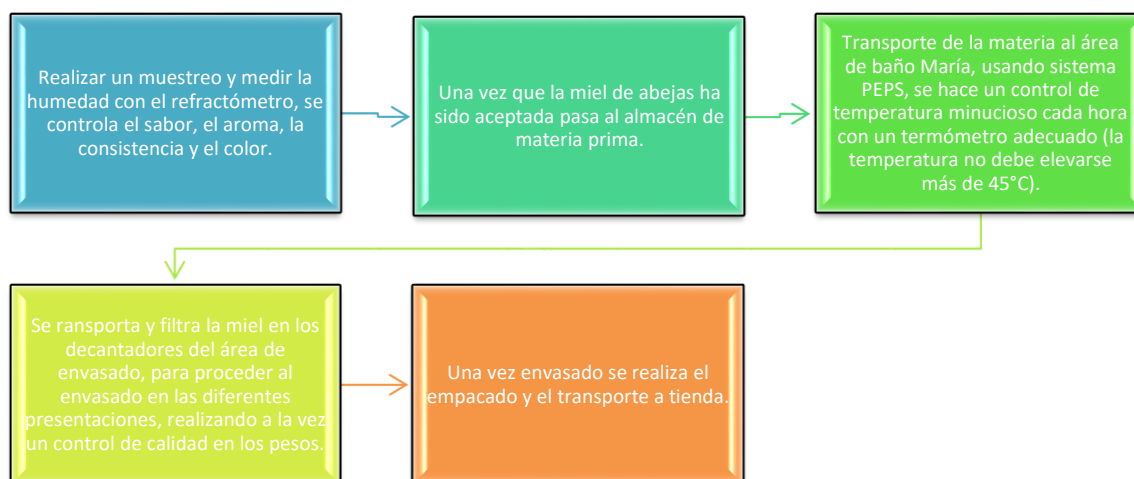 Realizar un muestreo y medir la
humedad con el refractómetro, se
controla el sabor, el aroma, la
consistencia y el color.
Una vez que la miel de abejas ha
sido aceptada pasa al almacén de
materia prima.
Transporte de la materia al área
de baño María, usando sistema
PEPS, se hace un control de
temperatura minucioso cada hora
con un termómetro adecuado (la
temperatura no debe elevarse
más de 45°C).
Se ransporta y filtra la miel en los
decantadores del área de
envasado, para proceder al
envasado en las diferentes
presentaciones, realizando a la vez
un control de calidad en los pesos.
Una vez envasado se realiza el
empacado y el transporte a tienda.